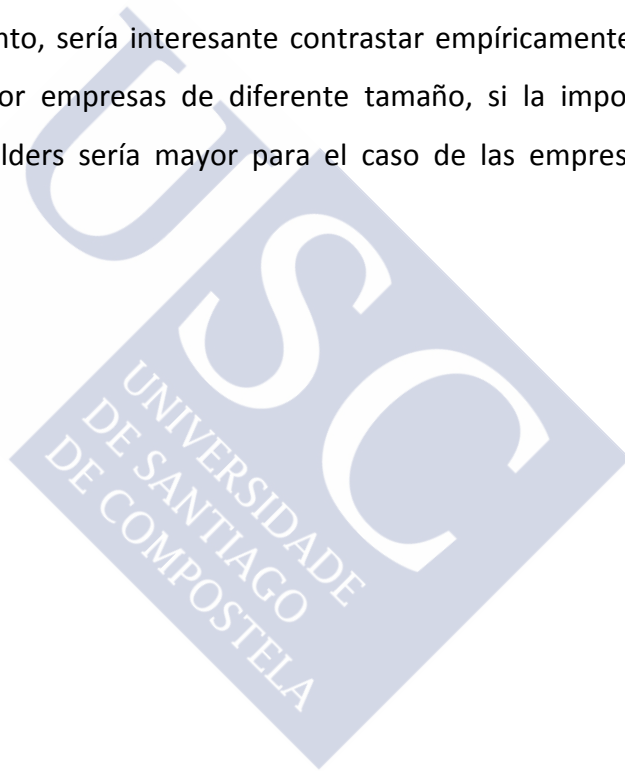 nto, sería interesante contrastar empíricamente
or empresas de diferente tamaño, si la impo
lders sería mayor para el caso de las empres
USC
UNIVERSIDADE
DE SANTIAGO
DE COMPOSTELA